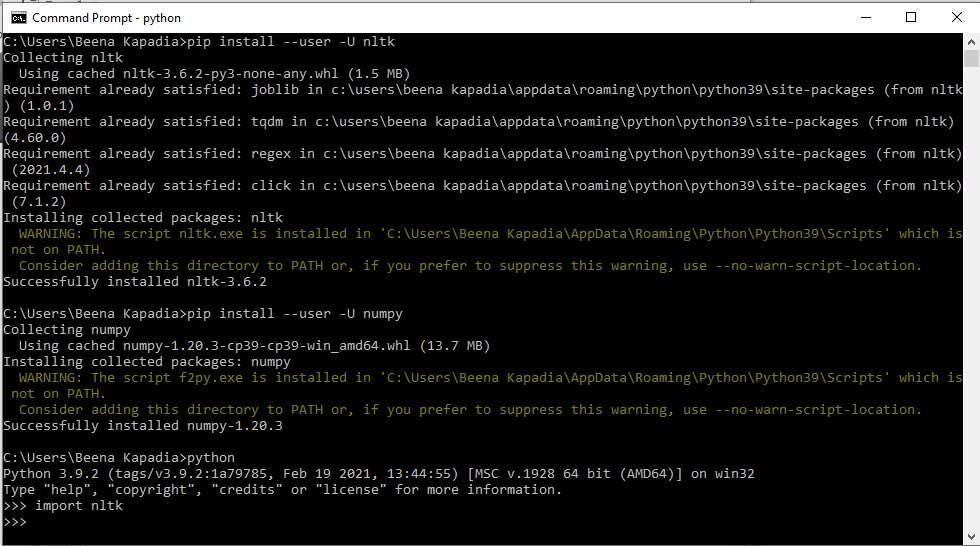 Command Prompt - python
C:\Users\Beena Kapadia>pip install --user -U nltk
Collecting nltk
  Using cached nltk-3.6.2-py3-none-any.whl (1.5 MB)
Requirement already satisfied: joblib in c:\users\beena kapadia\appdata\roaming\python\python39\site-packages (from nltk
) (1.0.1)
Requirement already satisfied: tqdm in c:\users\beena kapadia\appdata\roaming\python\python39\site-packages (from nltk)
(4.60.0)
Requirement already satisfied: regex in c:\users\beena kapadia\appdata\roaming\python\python39\site-packages (from nltk)
 (2021.4.4)
Requirement already satisfied: click in c:\users\beena kapadia\appdata\roaming\python\python39\site-packages (from nltk)
 (7.1.2)
Installing collected packages: nltk
  WARNING: The script nltk.exe is installed in 'C:\Users\Beena Kapadia\AppData\Roaming\Python\Python39\Scripts' which is
 not on PATH.
  Consider adding this directory to PATH or, if you prefer to suppress this warning, use --no-warn-script-location.
Successfully installed nltk-3.6.2
C:\Users\Beena Kapadia>pip install --user -U numpy
Collecting numpy
  Using cached numpy-1.20.3-cp39-cp39-win_amd64.whl (13.7 MB)
Installing collected packages: numpy
  WARNING: The script f2py.exe is installed in 'C:\Users\Beena Kapadia\AppData\Roaming\Python\Python39\Scripts' which is
 not on PATH.
  Consider adding this directory to PATH or, if you prefer to suppress this warning, use --no-warn-script-location.
Successfully installed numpy-1.20.3
C:\Users\Beena Kapadia>python
Python 3.9.2 (tags/v3.9.2:1a79785, Feb 19 2021, 13:44:55) [MSC v.1928 64 bit (AMD64)] on win32
Type "help", "copyright", "credits" or "license" for more information.
>>> import nltk
>>>